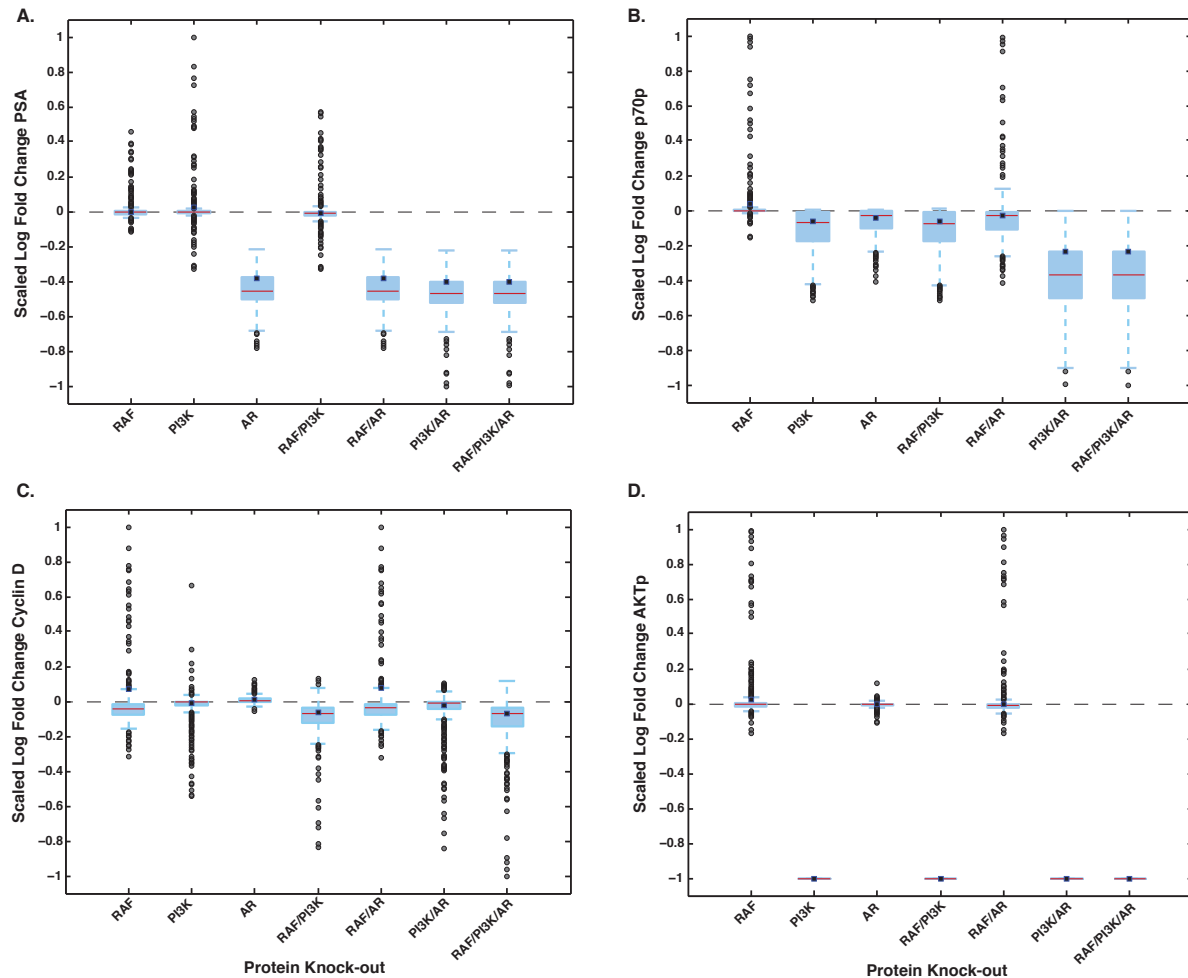 A.
Scaled Log Fold Change PSA
1
0.8
0.6
0.4
0.2
0
−0.2
−0.4
−0.6
−0.8
−1
RAF
PI3K
AR
RAF/PI3K
RAF/AR
PI3K/AR
RAF/PI3K/AR
B.
Scaled Log Fold Change p70p
1
0.8
0.6
0.4
0.2
0
−0.2
−0.4
−0.6
−0.8
−1
RAF
PI3K
AR
RAF/PI3K
RAF/AR
PI3K/AR
RAF/PI3K/AR
C.
Scaled Log Fold Change Cyclin D
1
0.8
0.6
0.4
0.2
0
−0.2
−0.4
−0.6
−0.8
−1
RAF
PI3K
AR
RAF/PI3K
RAF/AR
PI3K/AR
RAF/PI3K/AR
Protein Knock-out
D.
Scaled Log Fold Change AKTp
1
0.8
0.6
0.4
0.2
0
−0.2
−0.4
−0.6
−0.8
−1
RAF
PI3K
AR
RAF/PI3K
RAF/AR
PI3K/AR
RAF/PI3K/AR
Protein Knock-out